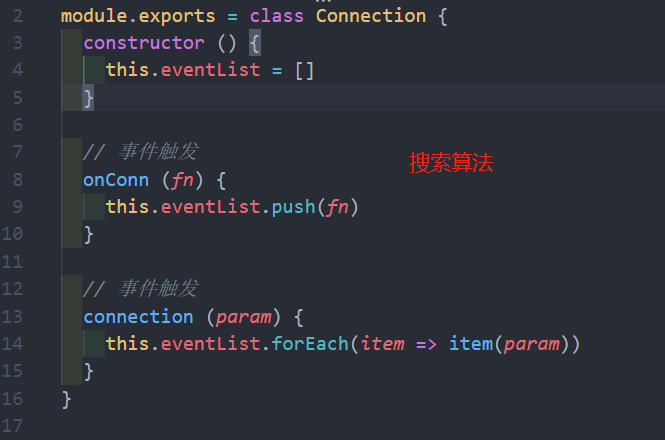 2 module.exports = class Connection {
3 constructor () {
4 this.eventList = []
5 }
6
7 // 事件触发
搜索算法
8 onConn (fn) {
9 this.eventList.push(fn)
10 }
11
12 // 事件触发
13 connection (param) {
14 this.eventList.forEach(item => item(param))
15 }
16 }
17